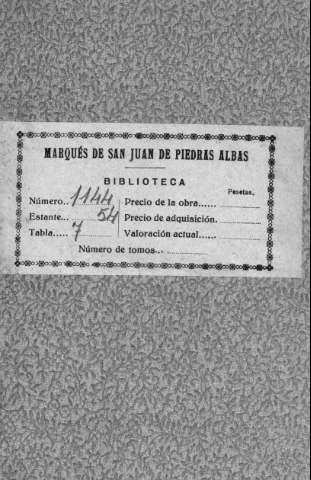 MARQUÉS DE SAN JUAN DE PIEDRAS ALBAS
BIBLIOTECA
Pesetas.
Número.. 1144 Precio de la obra......
Estante... 54 Precio de adquisición.
Tabla..... 7 Valoración actual......
Número de tomos...